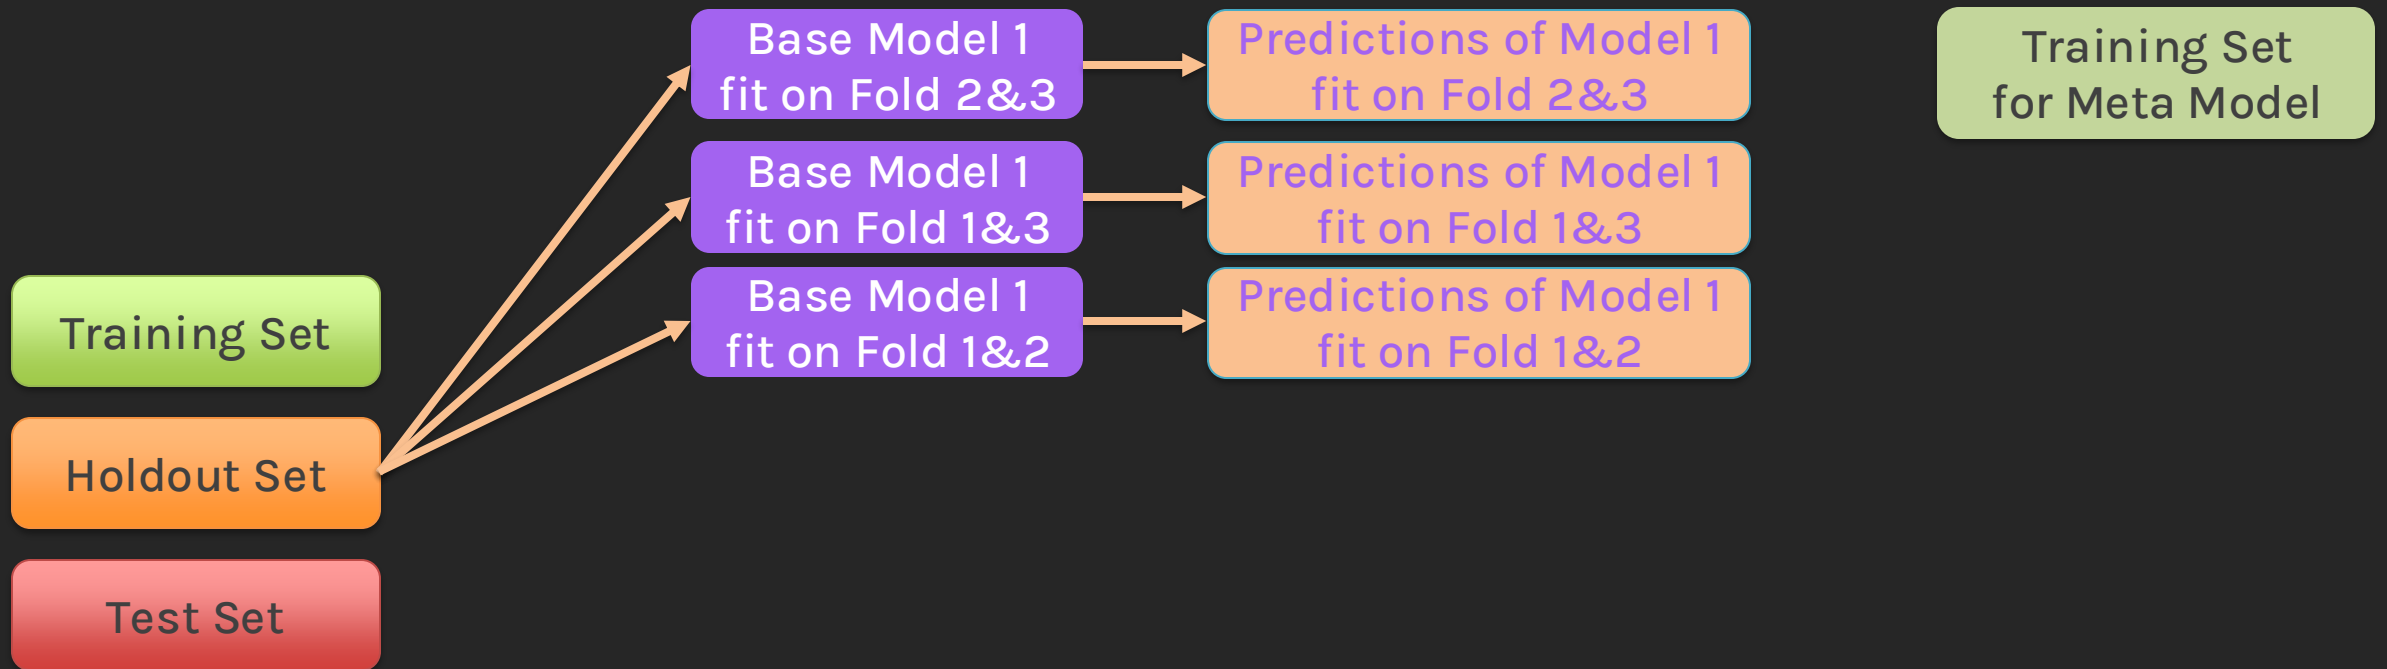 Base Model 1
fit on Fold 2&3
Predictions of Model 1
fit on Fold 2&3
Training Set
for Meta Model
Base Model 1
fit on Fold 1&3
Predictions of Model 1
fit on Fold 1&3
Base Model 1
fit on Fold 1&2
Predictions of Model 1
fit on Fold 1&2
Training Set
Holdout Set
Test Set